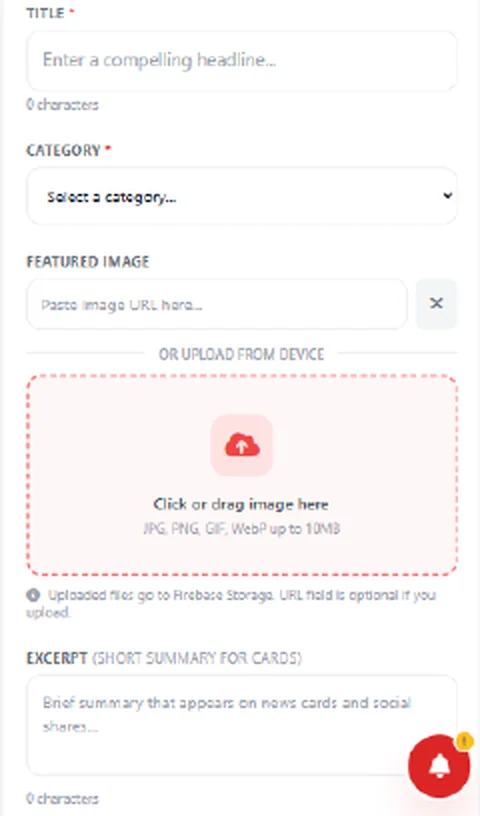 TITLE *
Enter a compelling headline...
0 characters
CATEGORY *
Select a category...
FEATURED IMAGE
Paste image URL here...
OR UPLOAD FROM DEVICE
Click or drag image here
JPG, PNG, GIF, WebP up to 10MB
Uploaded files go to Firebase Storage. URL field is optional if you
upload.
EXCERPT (SHORT SUMMARY FOR CARDS)
Brief summary that appears on news cards and social
shares...
0 characters